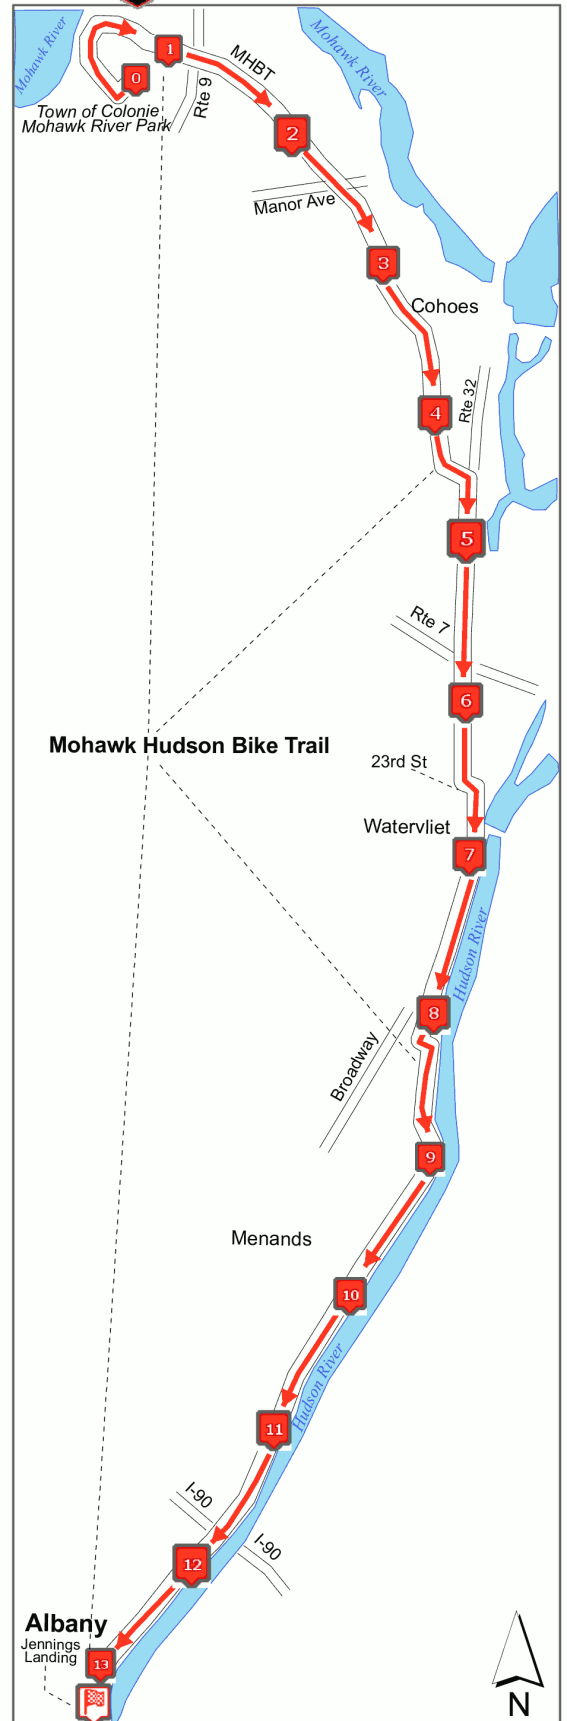 Mohawk River
Mohawk River
0
1
MHBT
Rte 9
Town of Colonie
Mohawk River Park
2
Manor Ave
3
Cohoes
4
Rte 32
5
Rte 7
6
Mohawk Hudson Bike Trail
23rd St
Watervliet
7
Hudson River
8
Broadway
9
Menands
10
Hudson River
11
I-90
I-90
12
Albany
Jennings
Landing
13
N